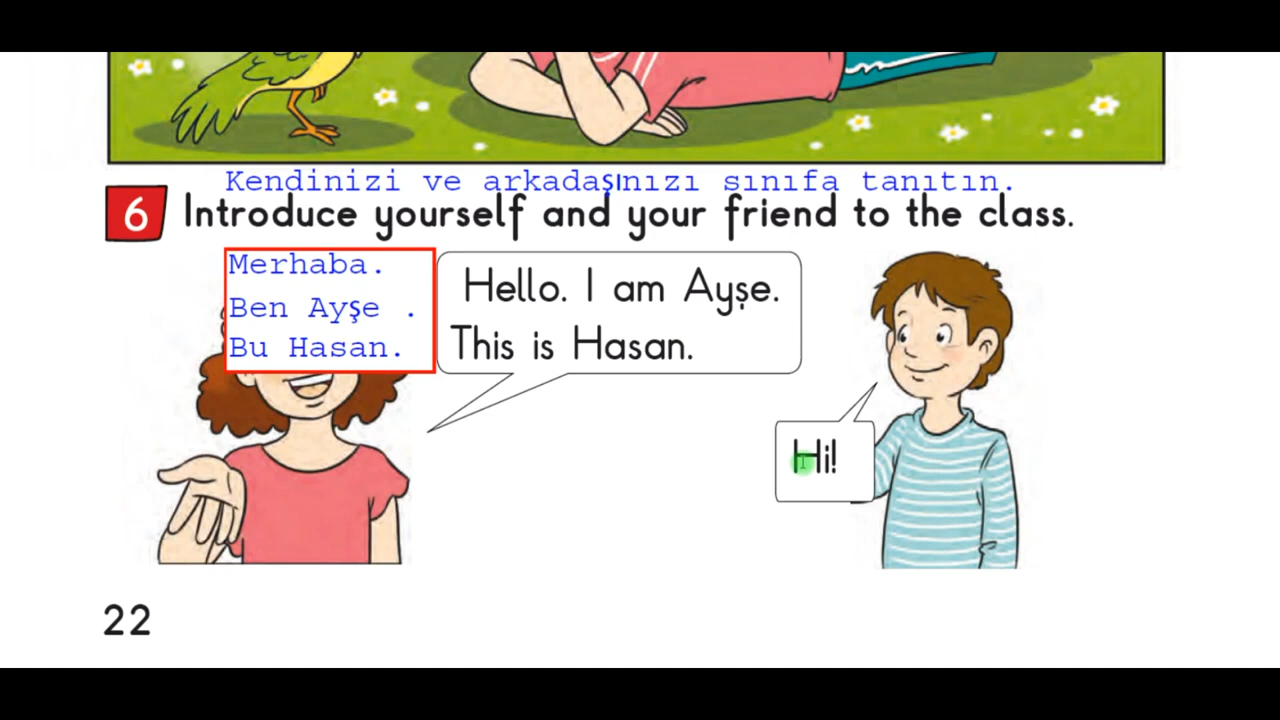 Kendinizi ve arkadaşınızı sınıfa tanıtın.
6 Introduce yourself and your friend to the class.
Merhaba.
Ben Ayşe .
Bu Hasan.
Hello. I am Ayşe.
This is Hasan.
Hi!
22